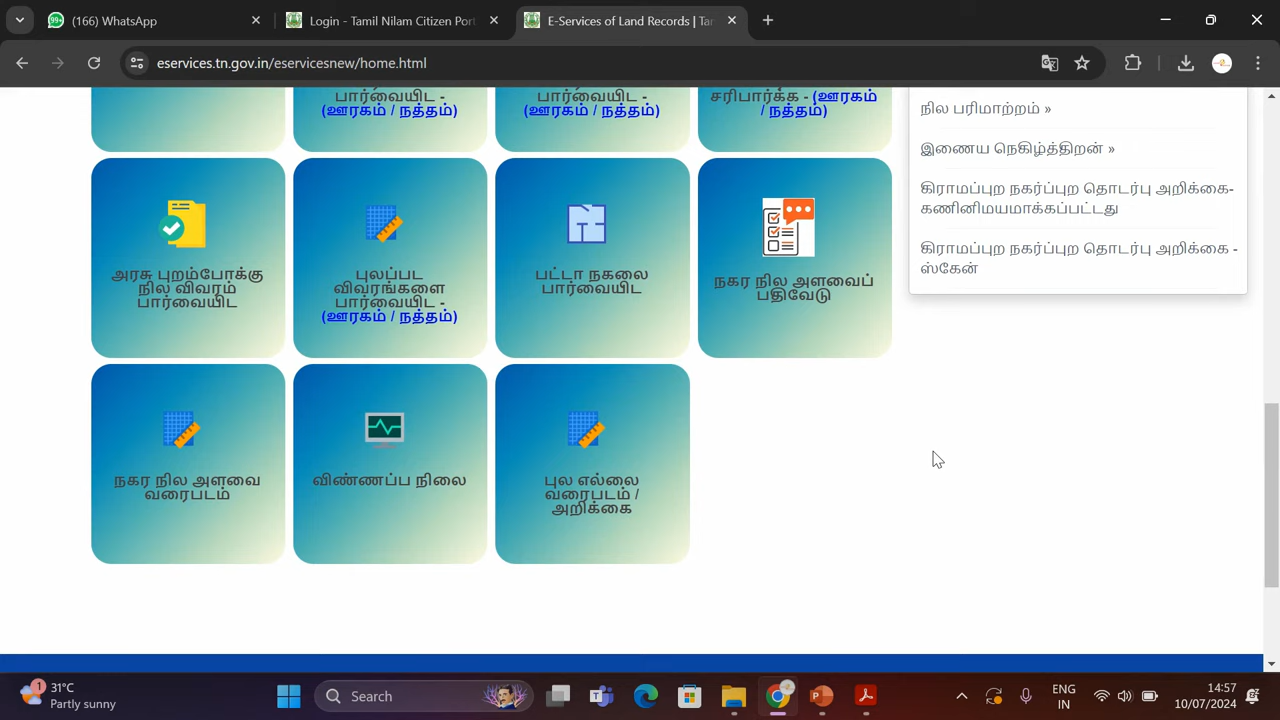 99+
(166) WhatsApp
Login - Tamil Nilam Citizen Port
E-Services of Land Records | Tar
eservices.tn.gov.in/eservicesnew/home.html
பார்வையிட -
(ஊரகம் / நத்தம்)
பார்வையிட -
(ஊரகம் / நத்தம்)
சரிபார்க்க - (ஊரகம்
/ நத்தம்)
நில பரிமாற்றம் »
இணைய நெகிழ்த்திறன் »
கிராமப்புற நகர்ப்புற தொடர்பு அறிக்கை-
கணினிமயமாக்கப்பட்டது
கிராமப்புற நகர்ப்புற தொடர்பு அறிக்கை -
ஸ்கேன்
அரசு புறம்போக்கு
நில விவரம்
பார்வையிட
புலப்பட
விவரங்களை
பார்வையிட -
(ஊரகம் / நத்தம்)
பட்டா நகலை
பார்வையிட
நகர நில அளவைப்
பதிவேடு
நகர நில அளவை
வரைபடம்
விண்ணப்ப நிலை
புல எல்லை
வரைபடம் /
அறிக்கை
1
31°C
Partly sunny
Search
ENG
IN
14:57
10/07/2024